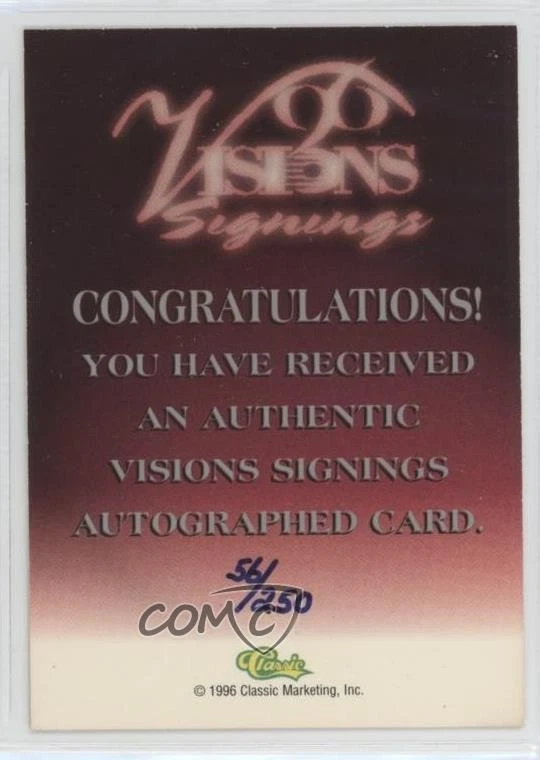 96
VISIONS
Signings
CONGRATULATIONS!
YOU HAVE RECEIVED
AN AUTHENTIC
VISIONS SIGNINGS
AUTOGRAPHED CARD.
56/
/250
COMC
Classic
© 1996 Classic Marketing, Inc.